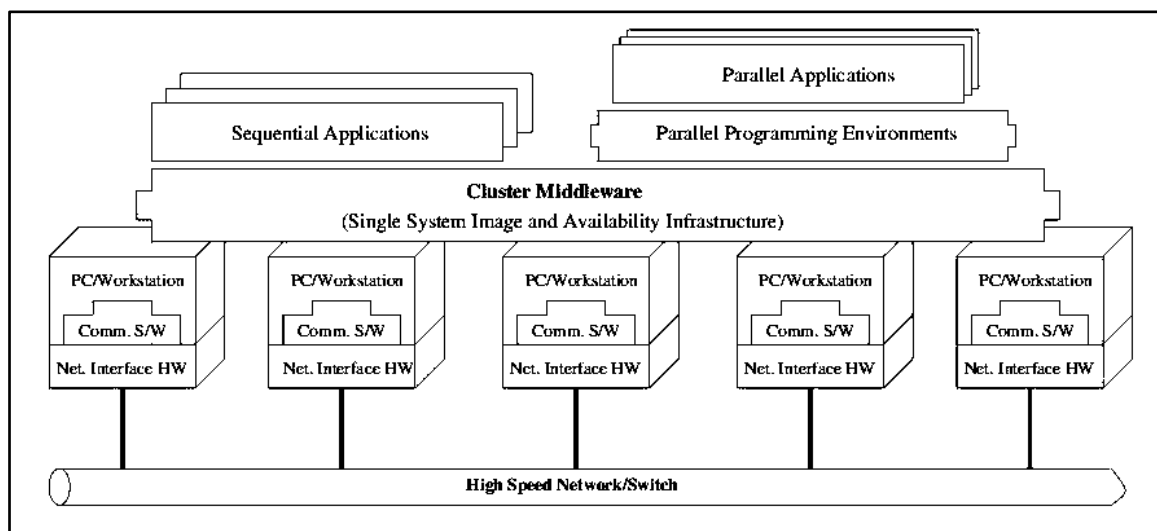 Parallel Applications
Sequential Applications
Parallel Programming Environments
Cluster Middleware
(Single System Image and Availability Infrastructure)
PC/Workstation
PC/Workstation
PC/Workstation
PC/Workstation
PC/Workstation
Comm. S/W
Comm. S/W
Comm. S/W
Comm. S/W
Comm. S/W
Net. Interface HW
Net. Interface HW
Net. Interface HW
Net. Interface HW
Net. Interface HW
High Speed Network/Switch